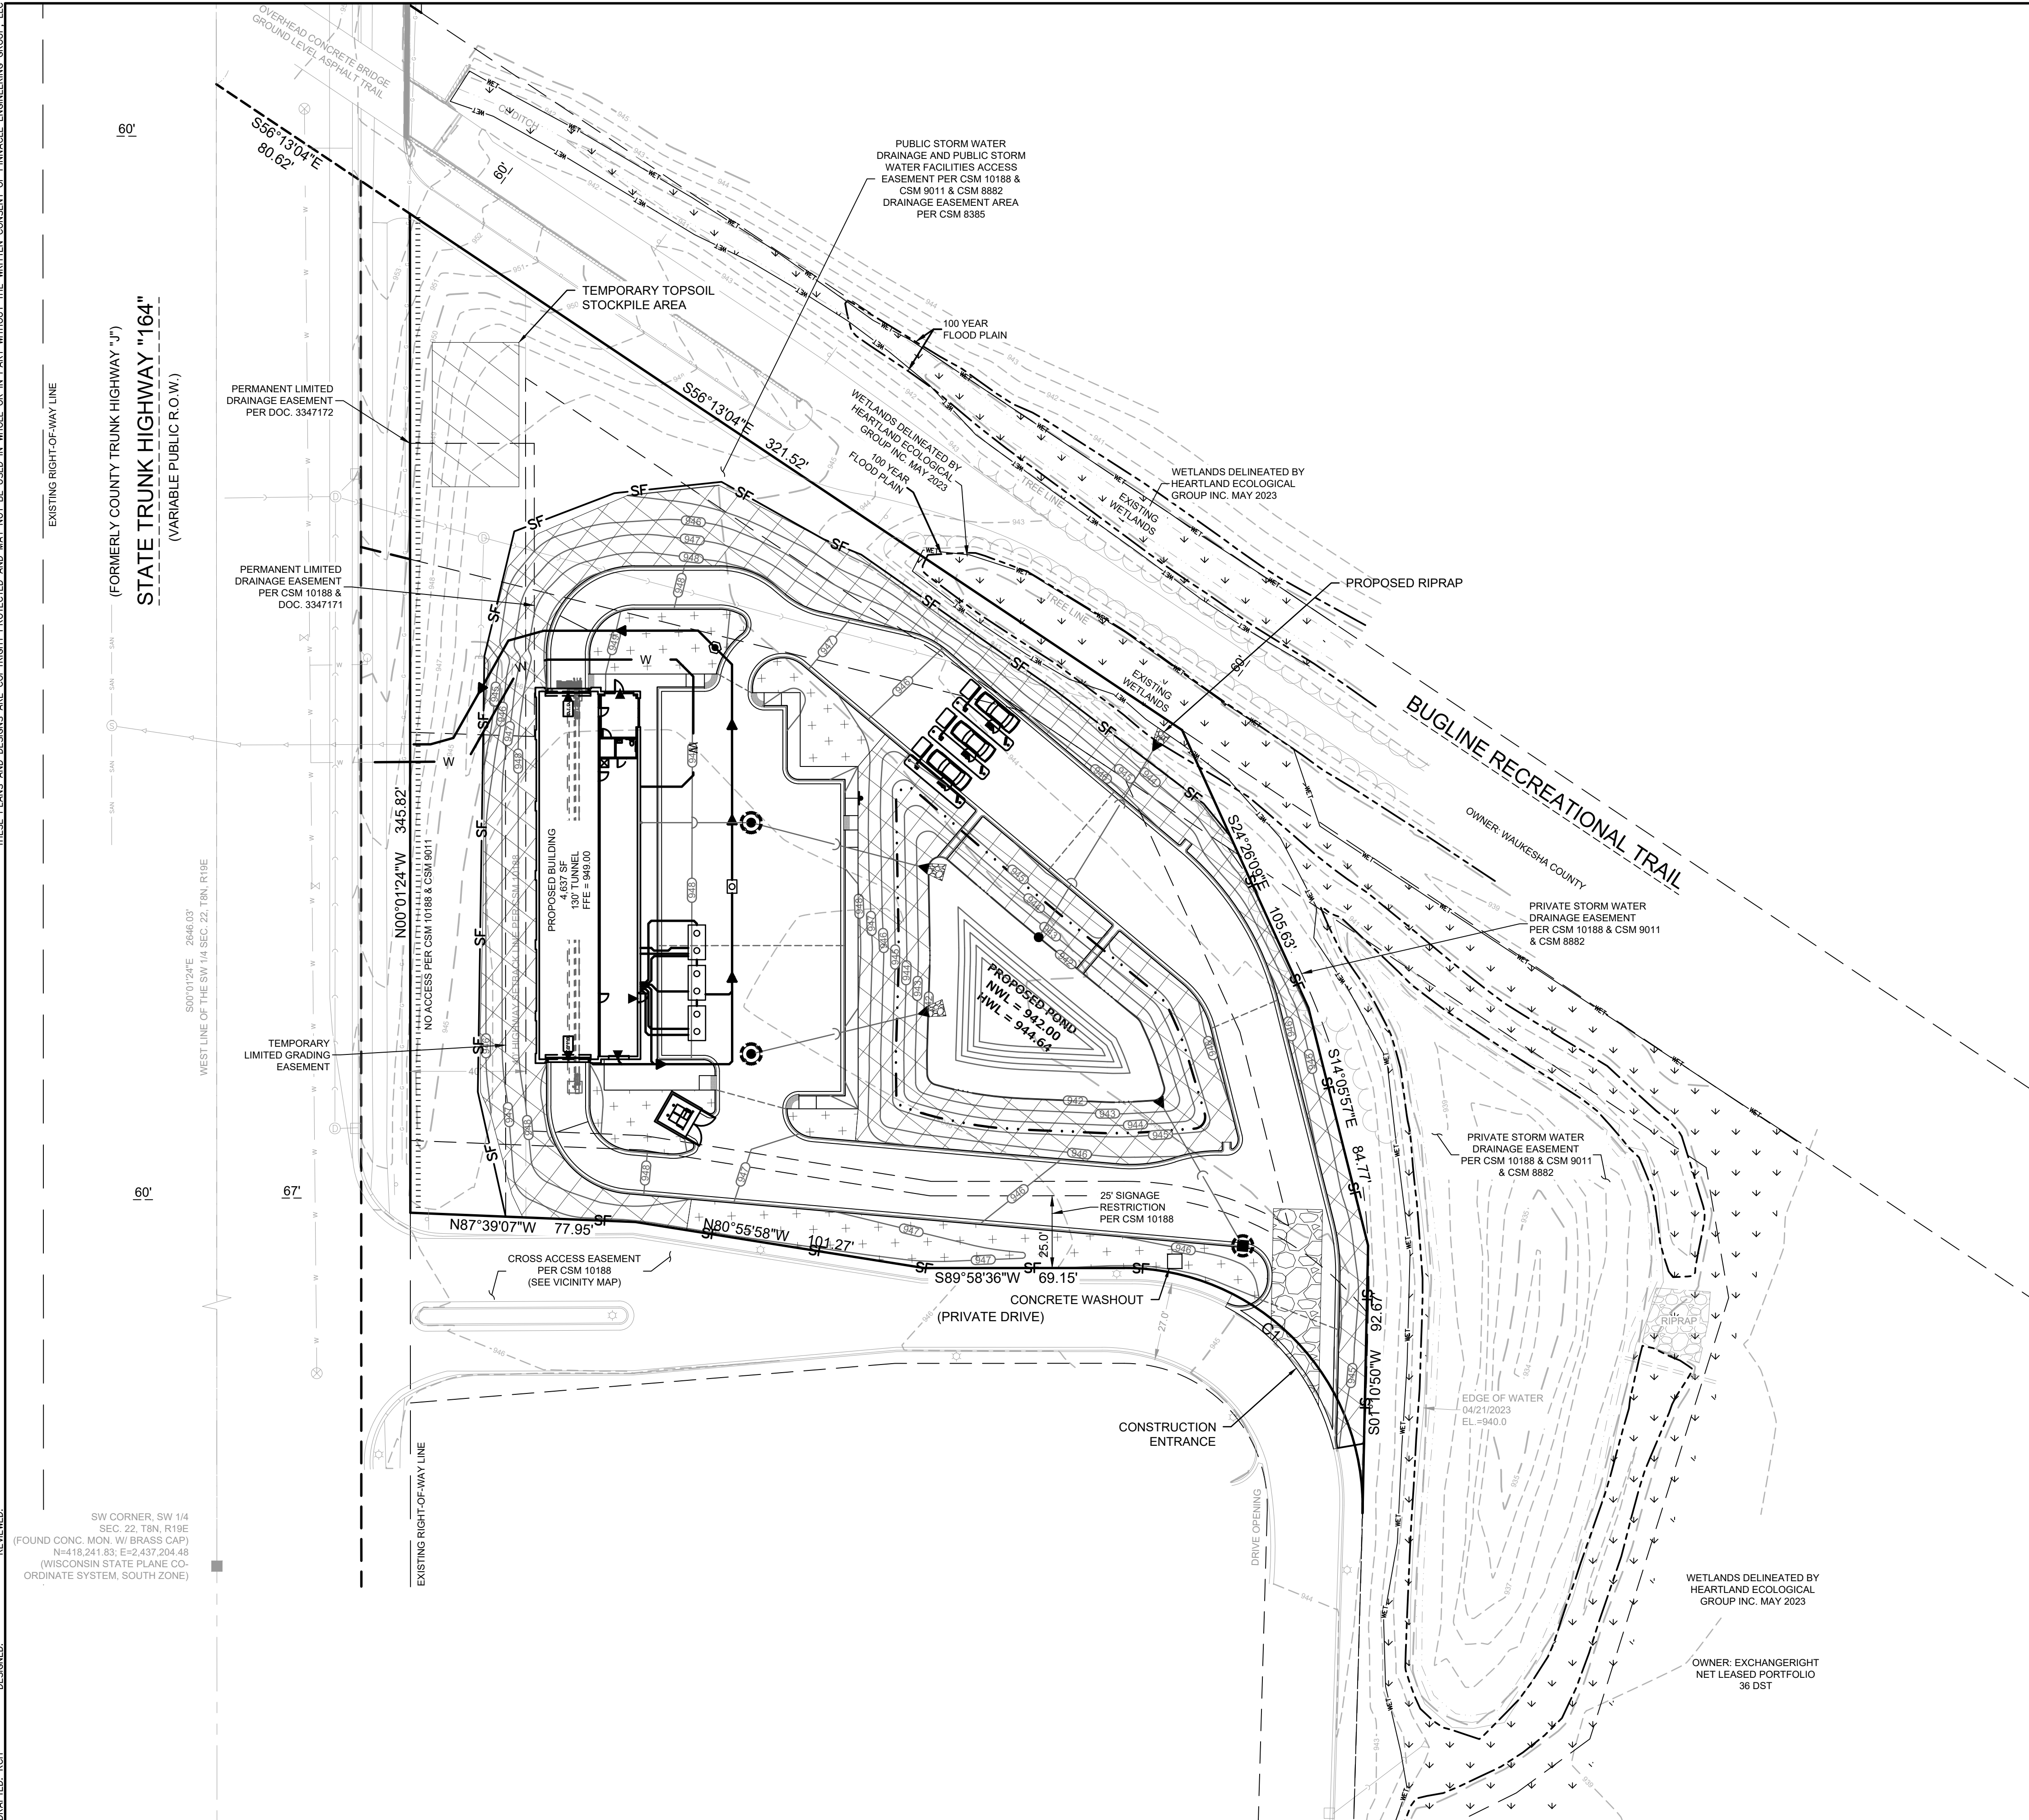 OVERHEAD CONCRETE BRIDGE
GROUND LEVEL ASPHALT TRAIL
60'
S56°13'04"E
80.62'
60'
PUBLIC STORM WATER
DRAINAGE AND PUBLIC STORM
WATER FACILITIES ACCESS
EASEMENT PER CSM 10188 &
CSM 9011 & CSM 8882
DRAINAGE EASEMENT AREA
PER CSM 8385
TEMPORARY TOPSOIL
STOCKPILE AREA
100 YEAR
FLOOD PLAIN
EXISTING RIGHT-OF-WAY LINE
(FORMERLY COUNTY TRUNK HIGHWAY "J")
STATE TRUNK HIGHWAY "164"
(VARIABLE PUBLIC R.O.W.)
PERMANENT LIMITED
DRAINAGE EASEMENT
PER DOC. 3347172
S56°13'04"E 321.52'
WETLANDS DELINEATED BY
HEARTLAND ECOLOGICAL
GROUP INC. MAY 2023
100 YEAR
FLOOD PLAIN
WETLANDS DELINEATED BY
HEARTLAND ECOLOGICAL
GROUP INC. MAY 2023
TREE LINE
EXISTING
WETLANDS
PERMANENT LIMITED
DRAINAGE EASEMENT
PER CSM 10188 &
DOC. 3347171
PROPOSED RIPRAP
TREE LINE
EXISTING
WETLANDS
60'
BUGLINE RECREATIONAL TRAIL
OWNER: WAUKESHA COUNTY
N00°01'24"W 345.82'
NO ACCESS PER CSM 10188 & CSM 9011
PROPOSED BUILDING
4,637 SF
130' TUNNEL
FFE = 949.00
S24°26'09"E 105.63'
PRIVATE STORM WATER
DRAINAGE EASEMENT
PER CSM 10188 & CSM 9011
& CSM 8882
S00°01'24"E 2646.03'
WEST LINE OF THE SW 1/4 SEC. 22, T8N, R19E
PROPOSED POND
NWL = 942.00
HWL = 944.64
TEMPORARY
LIMITED GRADING
EASEMENT
S14°05'57"E 84.77'
PRIVATE STORM WATER
DRAINAGE EASEMENT
PER CSM 10188 & CSM 9011
& CSM 8882
60'
67'
25' SIGNAGE
RESTRICTION
PER CSM 10188
25.0'
N87°39'07"W 77.95'
N80°55'58"W 101.27'
S89°58'36"W 69.15'
CROSS ACCESS EASEMENT
PER CSM 10188
(SEE VICINITY MAP)
CONCRETE WASHOUT
(PRIVATE DRIVE)
27.0'
C1
S01°10'50"W 92.67'
RIPRAP
EDGE OF WATER
04/21/2023
EL.=940.0
CONSTRUCTION
ENTRANCE
EXISTING RIGHT-OF-WAY LINE
DRIVE OPENING
SW CORNER, SW 1/4
SEC. 22, T8N, R19E
(FOUND CONC. MON. W/ BRASS CAP)
N=418,241.83; E=2,437,204.48
(WISCONSIN STATE PLANE CO-
ORDINATE SYSTEM, SOUTH ZONE)
WETLANDS DELINEATED BY
HEARTLAND ECOLOGICAL
GROUP INC. MAY 2023
OWNER: EXCHANGERIGHT
NET LEASED PORTFOLIO
36 DST